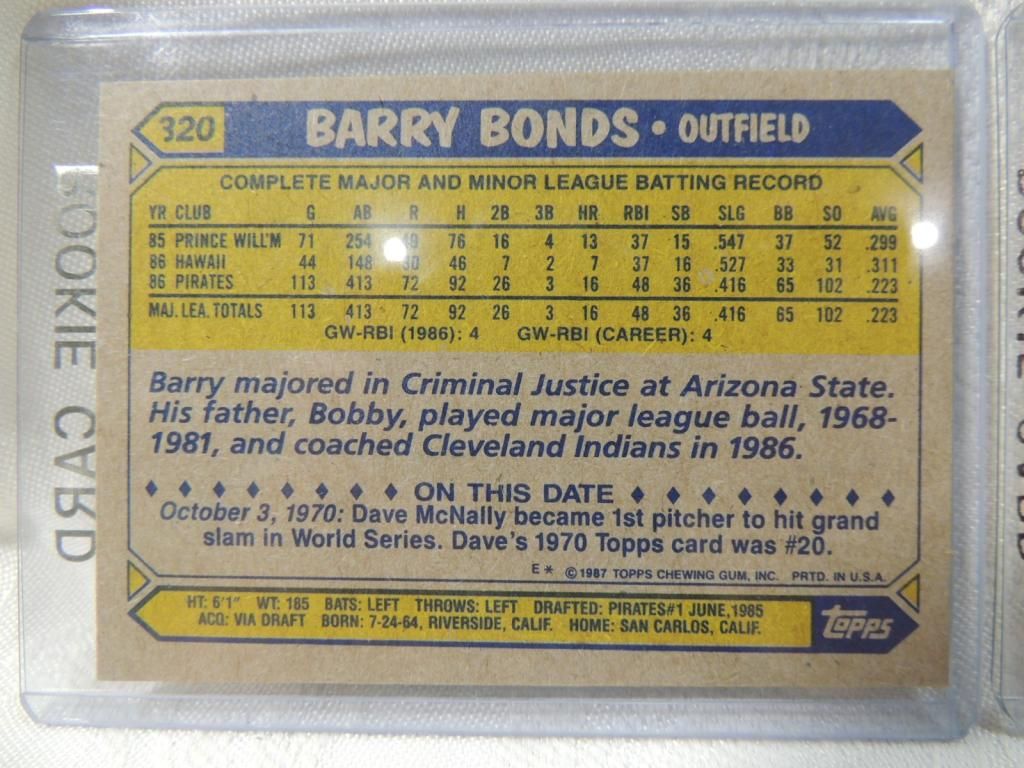 320 BARRY BONDS • OUTFIELD
COMPLETE MAJOR AND MINOR LEAGUE BATTING RECORD
YR CLUB G AB R H 2B 3B HR RBI SB SLG BB SO AVG
85 PRINCE WILL'M 71 254 76 16 4 13 37 15 .547 37 52 .299
86 HAWAII 44 148 46 7 2 7 37 16 .527 33 31 .311
86 PIRATES 113 413 72 92 26 3 16 48 36 .416 65 102 .223
MAJ. LEA. TOTALS 113 413 72 92 26 3 16 48 36 .416 65 102 .223
GW-RBI (1986): 4 GW-RBI (CAREER): 4
Barry majored in Criminal Justice at Arizona State.
His father, Bobby, played major league ball, 1968-
1981, and coached Cleveland Indians in 1986.
♦ ♦ ♦ ♦ ♦ ♦ ♦ ♦ ON THIS DATE ♦ ♦ ♦ ♦ ♦ ♦ ♦ ♦
October 3, 1970: Dave McNally became 1st pitcher to hit grand
slam in World Series. Dave's 1970 Topps card was #20.
E* ©1987 TOPPS CHEWING GUM, INC. PRTD. IN U.S.A.
HT: 6'1" WT: 185 BATS: LEFT THROWS: LEFT DRAFTED: PIRATES#1 JUNE,1985
ACQ: VIA DRAFT BORN: 7-24-64, RIVERSIDE, CALIF. HOME: SAN CARLOS, CALIF.
Topps
ROOKIE CARD